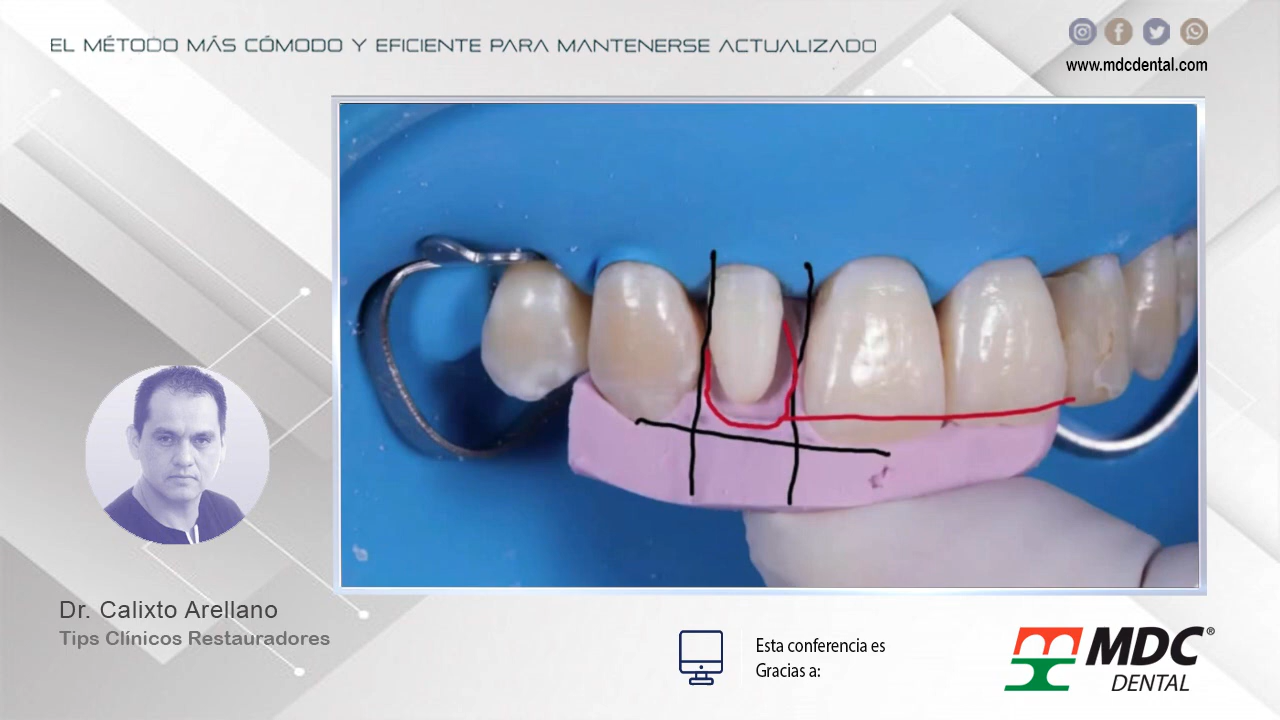 EL MÉTODO MÁS CÓMODO Y EFICIENTE PARA MANTENERSE ACTUALIZADO
www.mdcdental.com
Dr. Calixto Arellano
Tips Clínicos Restauradores
Esta conferencia es
Gracias a:
MDC®
DENTAL